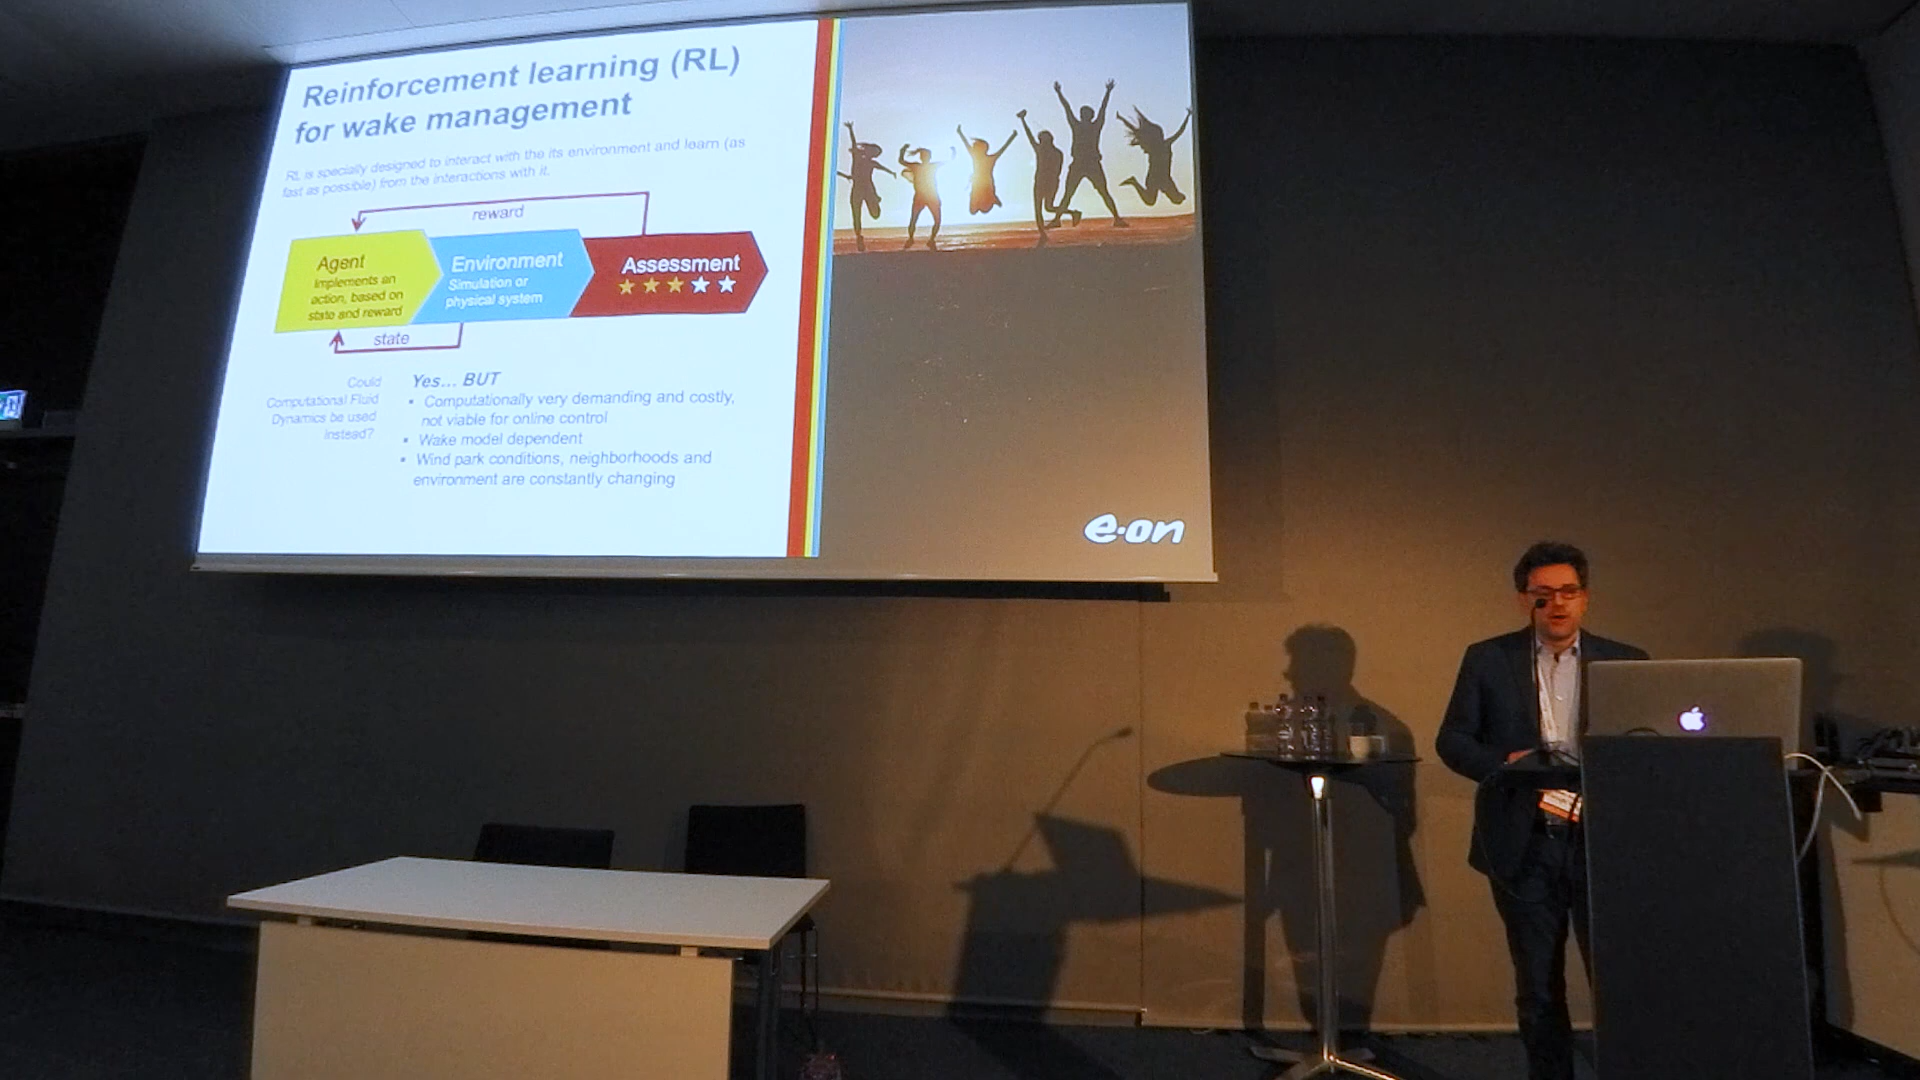 Reinforcement learning (RL)
for wake management
RL is specially designed to interact with the its environment and learn (as
fast as possible) from the interactions with it.
reward
Agent
Implements an
action, based on
state and reward
Environment
Simulation or
physical system
Assessment
state
Could
Computational Fluid
Dynamics be used
instead?
Yes... BUT
• Computationally very demanding and costly,
not viable for online control
• Wake model dependent
• Wind park conditions, neighborhoods and
environment are constantly changing
e·on